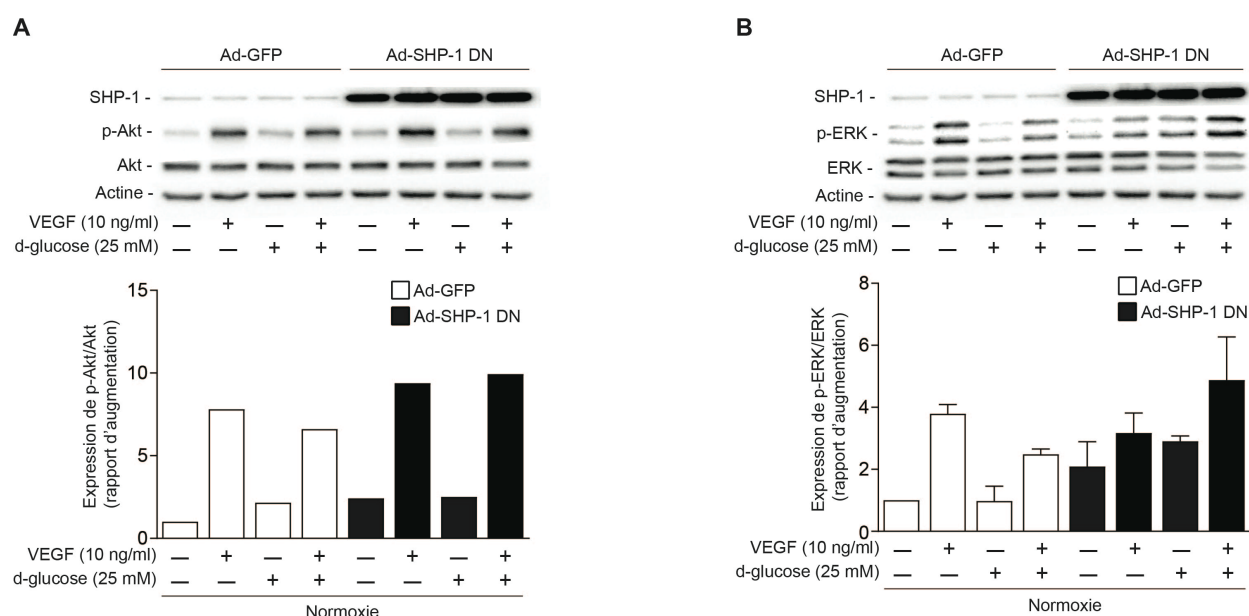 A
Ad-GFP Ad-SHP-1 DN
SHP-1 -
p-Akt -
Akt -
Actine -
VEGF (10 ng/ml) — + — + — + — +
d-glucose (25 mM) — — + + — — + +
15
10
5
0
Expression de p-Akt/Akt
(rapport d'augmentation)
Ad-GFP
Ad-SHP-1 DN
VEGF (10 ng/ml) — + — + — + — +
d-glucose (25 mM) — — + + — — + +
Normoxie
B
Ad-GFP Ad-SHP-1 DN
SHP-1 -
p-ERK -
ERK -
Actine -
VEGF (10 ng/ml) — + — + — + — +
d-glucose (25 mM) — — + + — — + +
8
6
4
2
0
Expression de p-ERK/ERK
(rapport d'augmentation)
Ad-GFP
Ad-SHP-1 DN
VEGF (10 ng/ml) — + — + — + — +
d-glucose (25 mM) — — + + — — + +
Normoxie